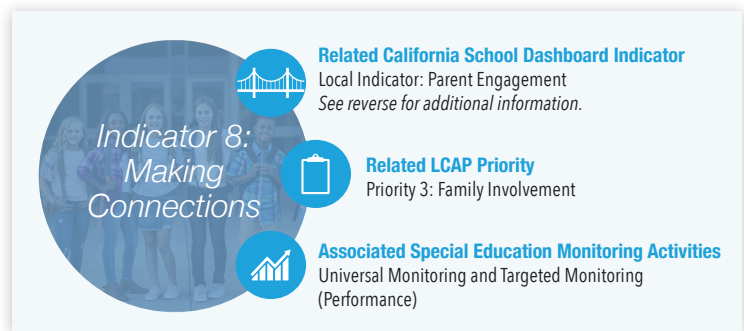 Indicator 8:
Making
Connections
Related California School Dashboard Indicator
Local Indicator: Parent Engagement
See reverse for additional information.
Related LCAP Priority
Priority 3: Family Involvement
Associated Special Education Monitoring Activities
Universal Monitoring and Targeted Monitoring
(Performance)